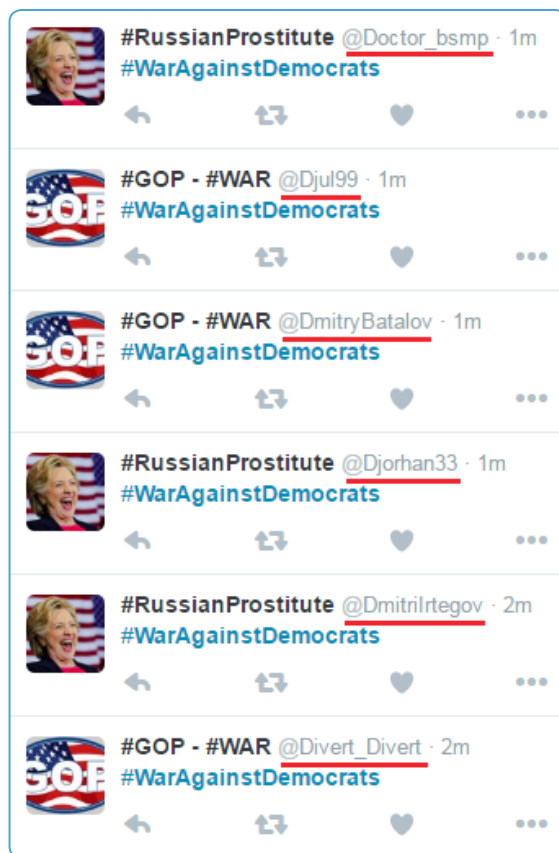 #RussianProstitute @Doctor_bsmp · 1m
#WarAgainstDemocrats
#GOP - #WAR @Djul99 · 1m
GOP
#WarAgainstDemocrats
#GOP - #WAR @DmitryBatalov · 1m
GOP
#WarAgainstDemocrats
#RussianProstitute @Djorhan33 · 1m
#WarAgainstDemocrats
#RussianProstitute @DmitriIrtegov · 2m
#WarAgainstDemocrats
#GOP - #WAR @Divert_Divert · 2m
GOP
#WarAgainstDemocrats